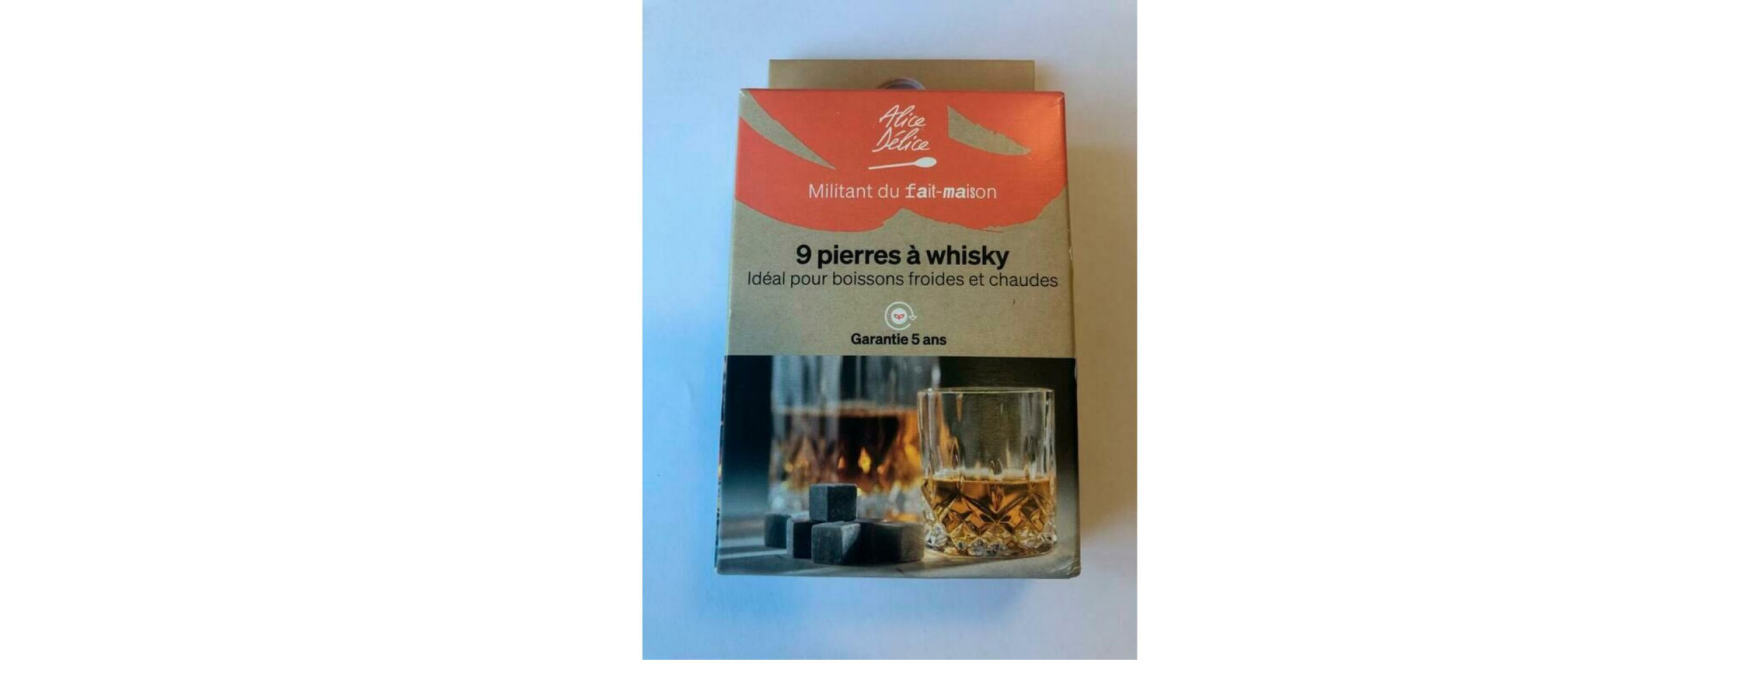 Alice
Délice
Militant du fait-maison
9 pierres à whisky
Idéal pour boissons froides et chaudes
Garantie 5 ans